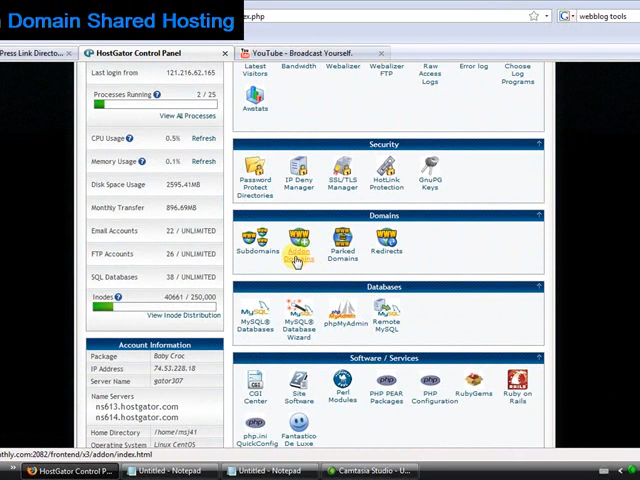 Domain Shared Hosting
ex.php
webblog tools
Press Link Directo...
HostGator Control Panel
YouTube - Broadcast Yourself.
Last login from
121.216.62.165
Processes Running
2 / 25
View All Processes
CPU Usage
0.5%
Refresh
Memory Usage
0.1%
Refresh
Disk Space Usage
2595.41MB
Monthly Transfer
896.69MB
Email Accounts
22 / UNLIMITED
FTP Accounts
26 / UNLIMITED
SQL Databases
38 / UNLIMITED
Inodes
40661 / 250,000
View Inode Distribution
Account Information
Package
Baby Croc
IP Address
74.53.228.18
Server Name
gator307
Name Servers
ns613.hostgator.com
ns614.hostgator.com
Home Directory
/home/msj41
Operating System
Linux CentOS
Latest Visitors
Bandwidth
Webalizer
Webalizer FTP
Raw Access Logs
Error log
Choose Log Programs
Awstats
Security
Password Protect Directories
IP Deny Manager
SSL/TLS Manager
HotLink Protection
GnuPG Keys
Domains
Subdomains
Addon Domains
Parked Domains
Redirects
Databases
MySQL® Databases
MySQL® Database Wizard
phpMyAdmin
Remote MySQL
Software / Services
CGI Center
Site Software
Perl Modules
PHP PEAR Packages
PHP Configuration
RubyGems
Ruby on Rails
php.ini QuickConfig
Fantastico De Luxe
nthly.com:2082/frontend/x3/addon/index.html
HostGator Control P...
Untitled - Notepad
Untitled - Notepad
Camtasia Studio - U...